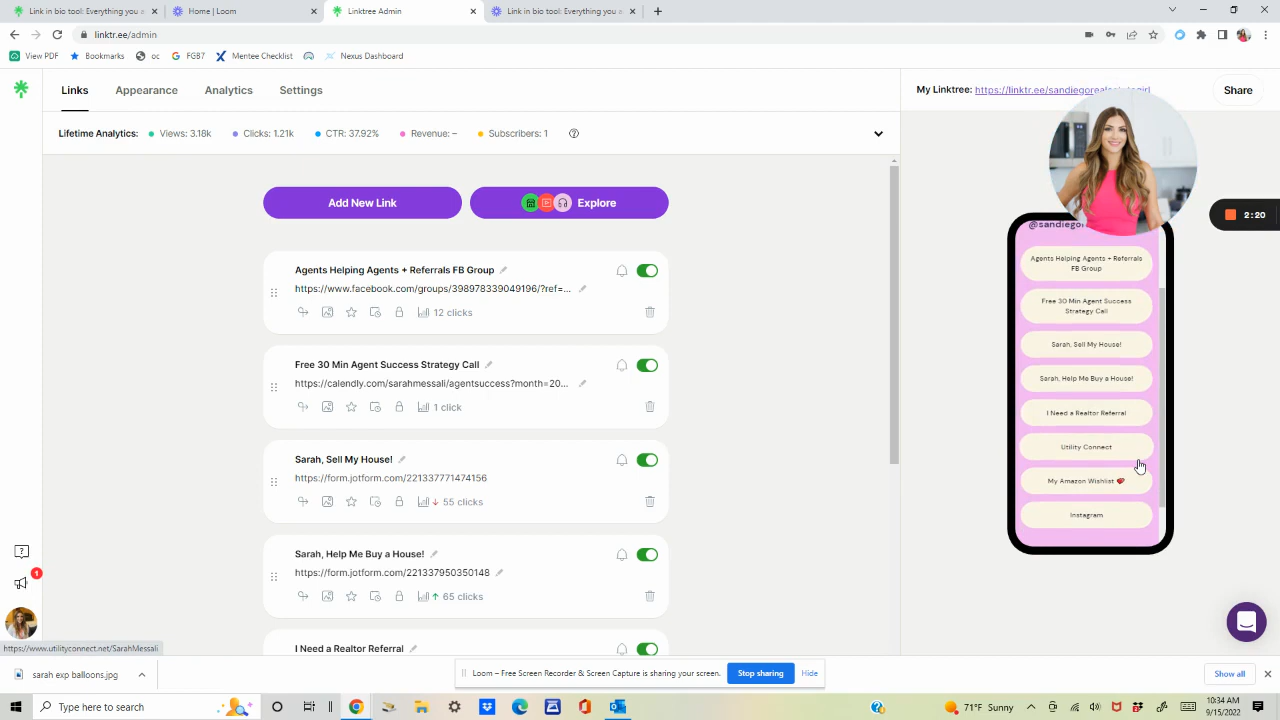 Link in bio tool: Everything you a
Home | Loom
Linktree Admin
Link in bio tool: Everything you a
linktr.ee/admin
View PDF
Bookmarks
oc
FGB7
Mentee Checklist
Nexus Dashboard
Links
Appearance
Analytics
Settings
My Linktree:
Share
Lifetime Analytics:
Views: 3.18k
Clicks: 1.21k
CTR: 37.92%
Revenue: –
Subscribers: 1
Add New Link
Explore
2:20
Agents Helping Agents + Referrals FB Group
https://www.facebook.com/groups/398978339049196/?ref=...
12 clicks
Free 30 Min Agent Success Strategy Call
https://calendly.com/sarahmessali/agentsuccess?month=20...
1 click
Sarah, Sell My House!
https://form.jotform.com/221337771474156
55 clicks
Sarah, Help Me Buy a House!
https://form.jotform.com/221337950350148
65 clicks
I Need a Realtor Referral
Agents Helping Agents + Referrals
FB Group
Free 30 Min Agent Success
Strategy Call
Sarah, Sell My House!
Sarah, Help Me Buy a House!
I Need a Realtor Referral
Utility Connect
My Amazon Wishlist
Instagram
1
https://www.utilityconnect.net/SarahMessali
sarah exp balloons.jpg
Loom – Free Screen Recorder & Screen Capture is sharing your screen.
Stop sharing
Hide
Show all
Type here to search
71°F Sunny
10:34 AM
9/15/2022